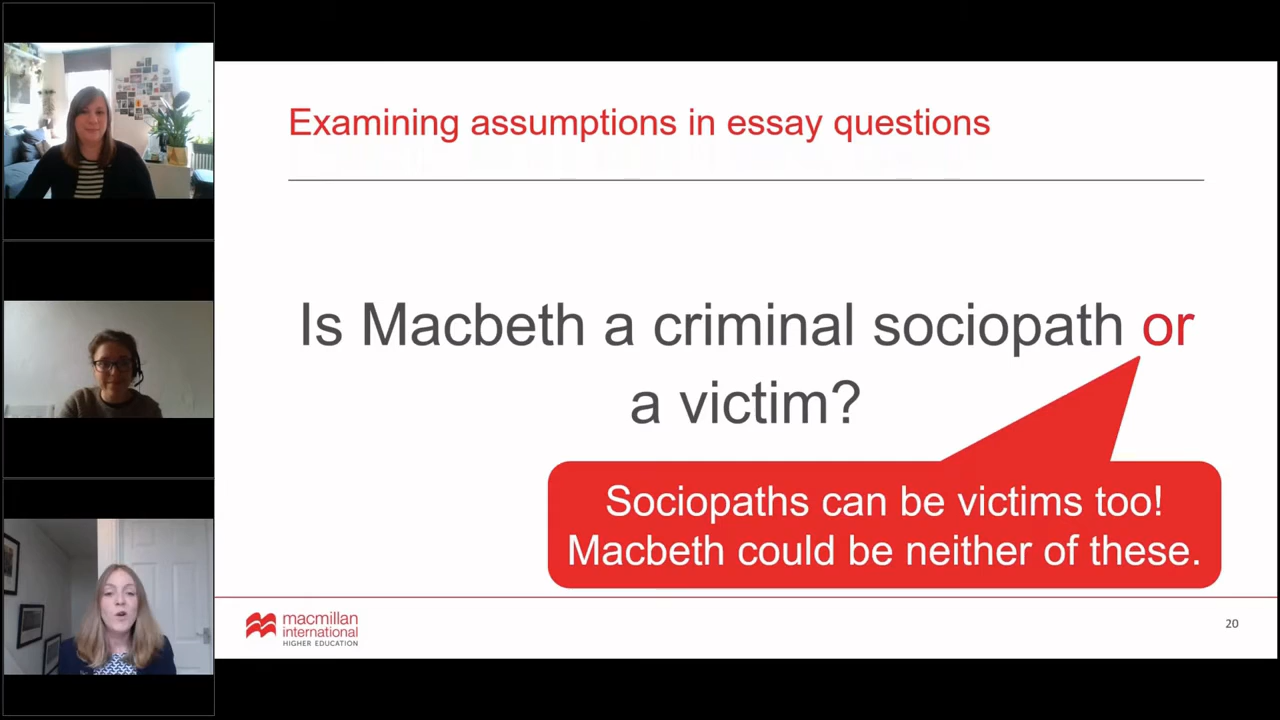 Examining assumptions in essay questions
Is Macbeth a criminal sociopath or
a victim?
Sociopaths can be victims too!
Macbeth could be neither of these.
macmillan
international
HIGHER EDUCATION
20